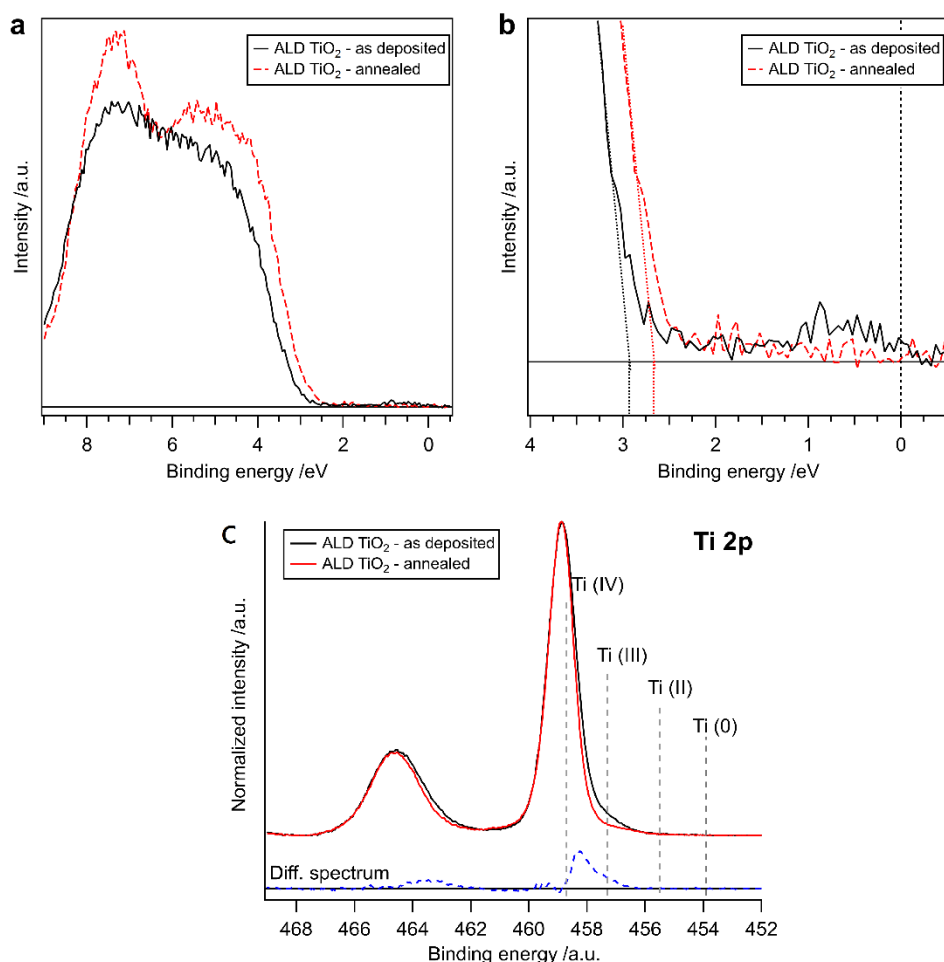 a
ALD TiO₂ - as deposited
ALD TiO₂ - annealed
Intensity /a.u.
8 6 4 2 0
Binding energy /eV
b
ALD TiO₂ - as deposited
ALD TiO₂ - annealed
Intensity /a.u.
4 3 2 1 0
Binding energy /eV
C
ALD TiO₂ - as deposited
ALD TiO₂ - annealed
Ti 2p
Ti (IV)
Ti (III)
Ti (II)
Ti (0)
Normalized intensity /a.u.
Diff. spectrum
468 466 464 462 460 458 456 454 452
Binding energy /a.u.